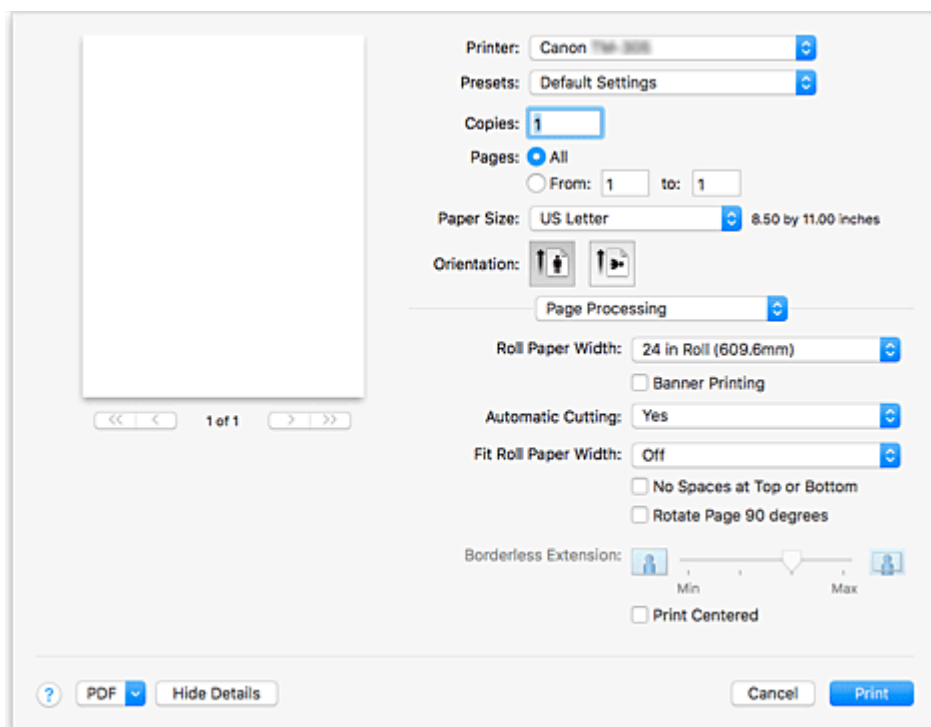 Printer: Canon
Presets: Default Settings
Copies: 1
Pages: All
From: 1 to: 1
Paper Size: US Letter 8.50 by 11.00 inches
Orientation:
Page Processing
Roll Paper Width: 24 in Roll (609.6mm)
Banner Printing
<< < 1 of 1 > >>
Automatic Cutting: Yes
Fit Roll Paper Width: Off
No Spaces at Top or Bottom
Rotate Page 90 degrees
Borderless Extension:
Min Max
Print Centered
? PDF Hide Details Cancel Print